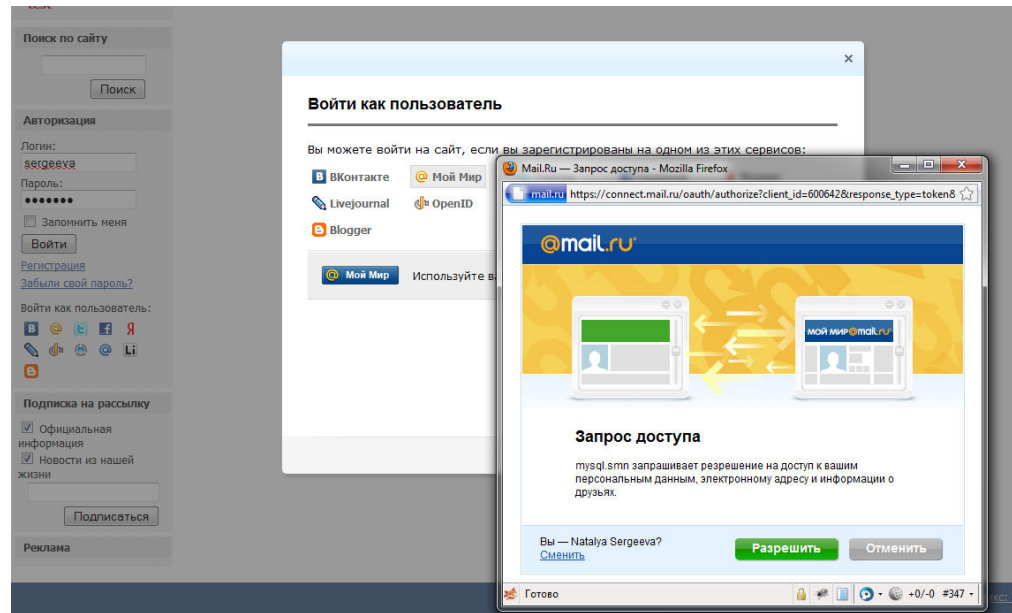 Поиск по сайту
Поиск
Авторизация
Логин:
sergeeva
Пароль:
Запомнить меня
Войти
Регистрация
Забыли свой пароль?
Войти как пользователь:
Подписка на рассылку
Официальная
информация
Новости из нашей
жизни
Подписаться
Реклама
Войти как пользователь
Вы можете войти на сайт, если вы зарегистрированы на одном из этих сервисов:
ВКонтакте
Мой Мир
Livejournal
OpenID
Blogger
Мой Мир
Используйте
Mail.Ru — Запрос доступа - Mozilla Firefox
mail.ru https://connect.mail.ru/oauth/authorize?client_id=600642&response_type=token&
@mail.ru
мой мир@mail.ru
Запрос доступа
mysql.smn запрашивает резрешение на доступ к вашим
персональным данным, электронному адресу и информации о
друзьях.
Вы — Natalya Sergeeva?
Сменить
Разрешить
Отменить
Готово
+0/-0 #347